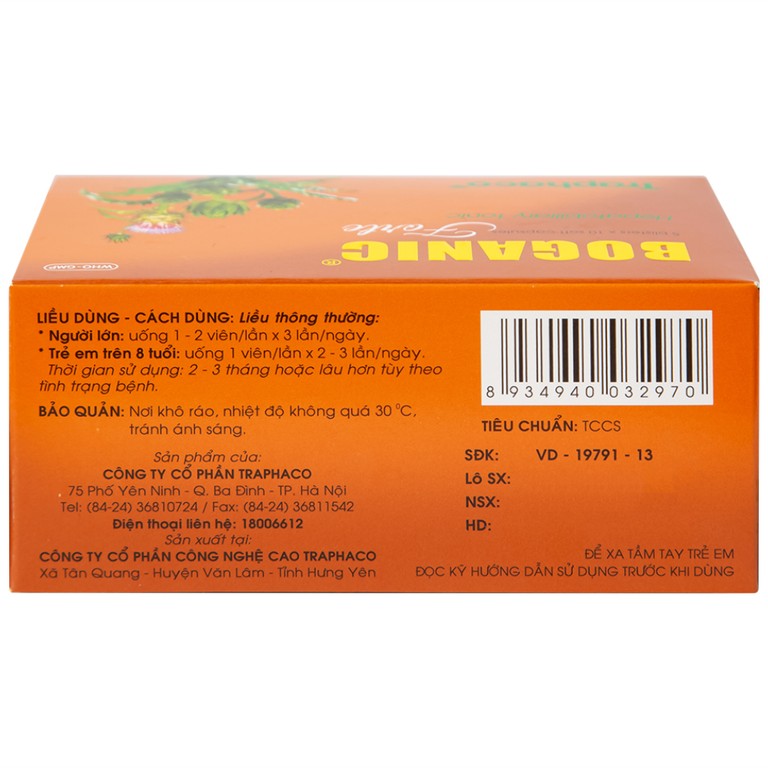 Traphaco®
Hepatokidney Tonic
5 blisters x 10 soft capsules
Forte
BOGANIC®
WHO-GMP
LIỀU DÙNG - CÁCH DÙNG: Liều thông thường:
* Người lớn: uống 1 - 2 viên/lần x 3 lần/ngày.
* Trẻ em trên 8 tuổi: uống 1 viên/lần x 2 - 3 lần/ngày.
Thời gian sử dụng: 2 - 3 tháng hoặc lâu hơn tùy theo
tình trạng bệnh.
BẢO QUẢN: Nơi khô ráo, nhiệt độ không quá 30 °C,
tránh ánh sáng.
Sản phẩm của:
CÔNG TY CỔ PHẦN TRAPHACO
75 Phố Yên Ninh - Q. Ba Đình - TP. Hà Nội
Tel: (84-24) 36810724 / Fax: (84-24) 36811542
Điện thoại liên hệ: 18006612
Sản xuất tại:
CÔNG TY CỔ PHẦN CÔNG NGHỆ CAO TRAPHACO
Xã Tân Quang - Huyện Văn Lâm - Tỉnh Hưng Yên
8 934940 032970
TIÊU CHUẨN: TCCS
SĐK: VD - 19791 - 13
Lô SX:
NSX:
HD:
ĐỂ XA TẦM TAY TRẺ EM
ĐỌC KỸ HƯỚNG DẪN SỬ DỤNG TRƯỚC KHI DÙNG